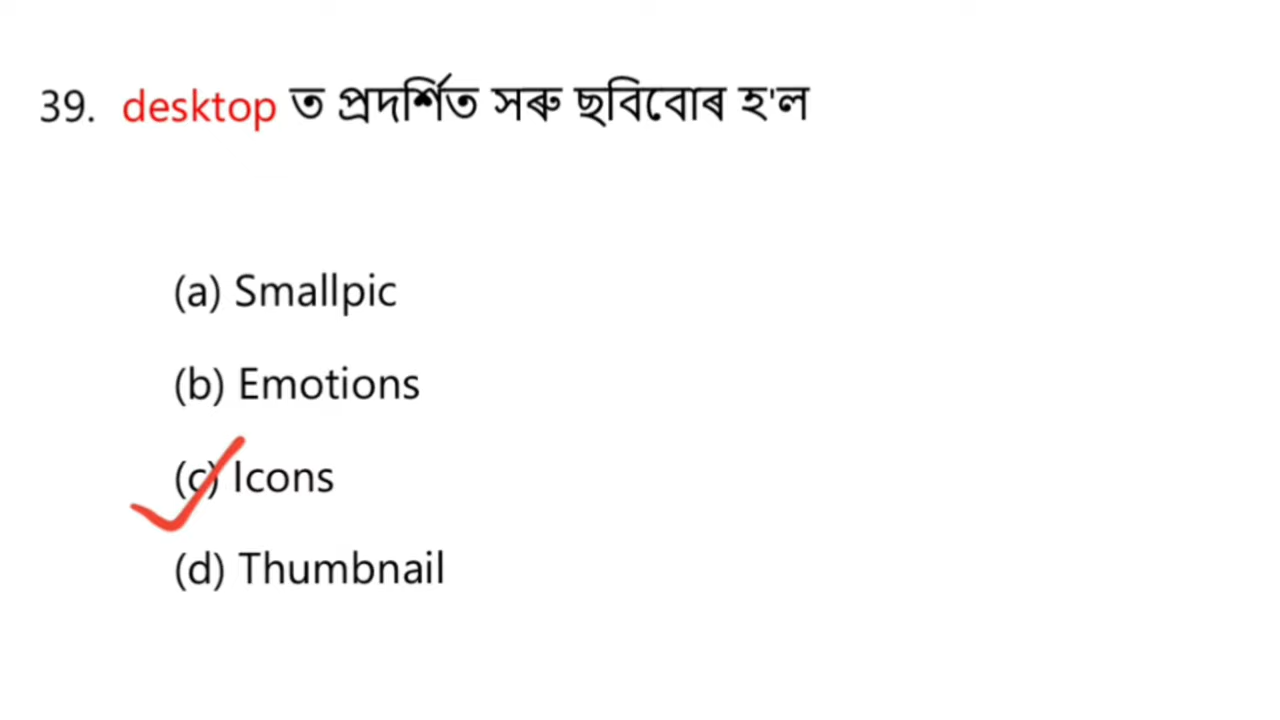 39. desktop ত প্ৰদৰ্শিত সৰু ছবিবোৰ হ'ল
(a) Smallpic
(b) Emotions
(c) Icons
(d) Thumbnail